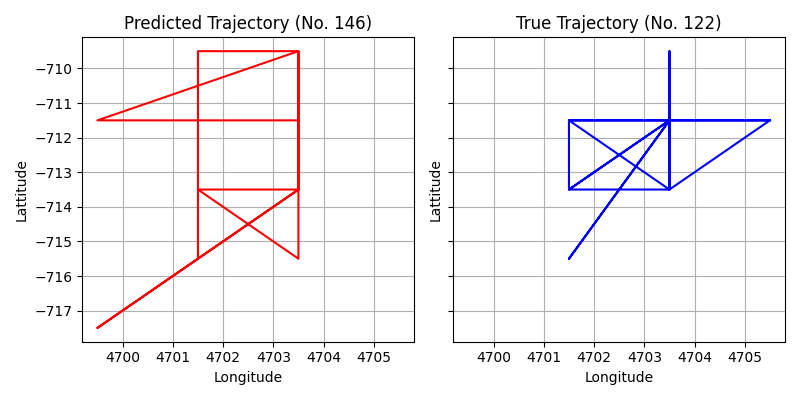 Predicted Trajectory (No. 146)
True Trajectory (No. 122)
−710
−711
−712
−713
−714
−715
−716
−717
Lattitude
Lattitude
4700 4701 4702 4703 4704 4705
4700 4701 4702 4703 4704 4705
Longitude
Longitude